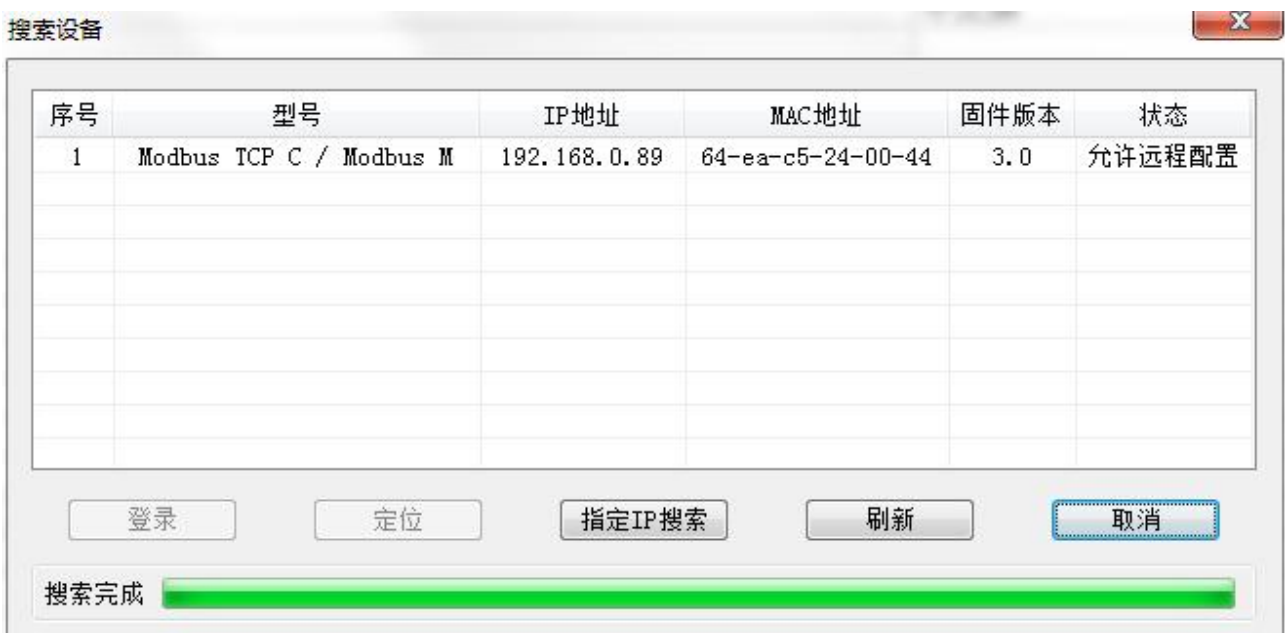 搜索设备
序号 型号 IP地址 MAC地址 固件版本 状态
1 Modbus TCP C / Modbus M 192.168.0.89 64-ea-c5-24-00-44 3.0 允许远程配置
登录 定位 指定IP搜索 刷新 取消
搜索完成